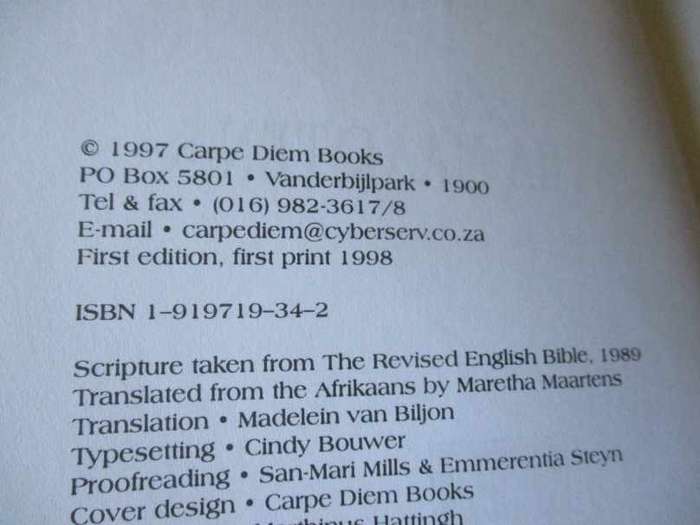 © 1997 Carpe Diem Books
PO Box 5801 • Vanderbijlpark • 1900
Tel & fax • (016) 982-3617/8
E-mail • carpediem@cyberserv.co.za
First edition, first print 1998
ISBN 1–919719–34–2
Scripture taken from The Revised English Bible, 1989
Translated from the Afrikaans by Maretha Maartens
Translation • Madelein van Biljon
Typesetting • Cindy Bouwer
Proofreading • San-Mari Mills & Emmerentia Steyn
Cover design • Carpe Diem Books
Hattingh